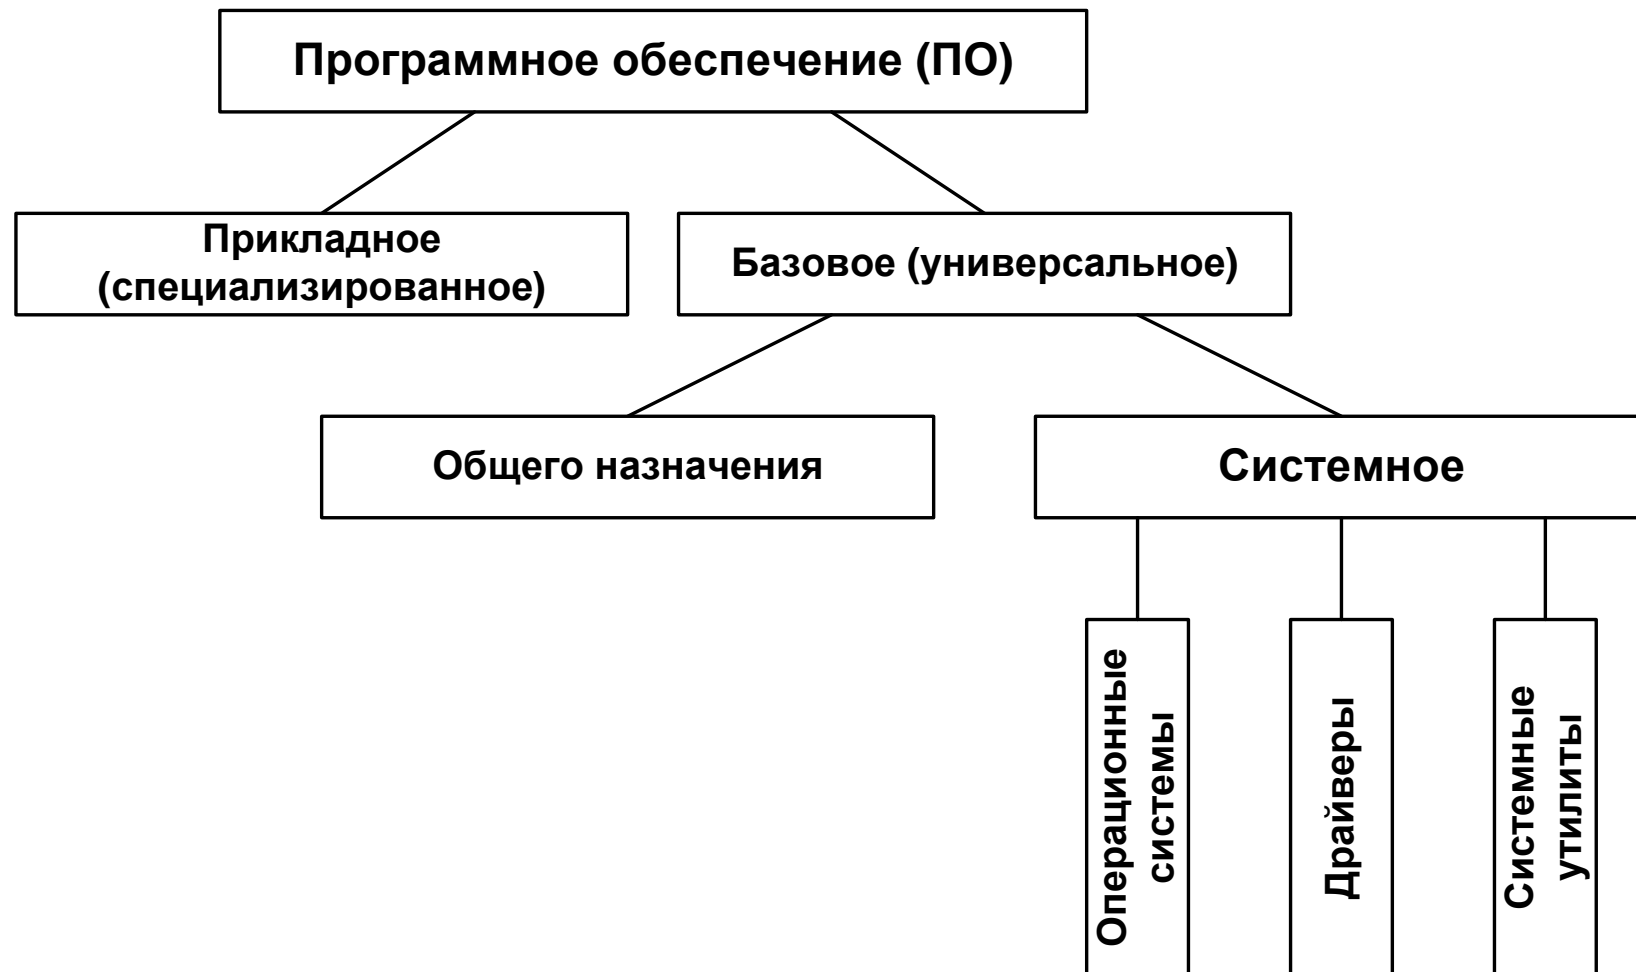 Программное обеспечение (ПО)
Прикладное
(специализированное)
Базовое (универсальное)
Общего назначения
Системное
Операционные
системы
Драйверы
Системные
утилиты